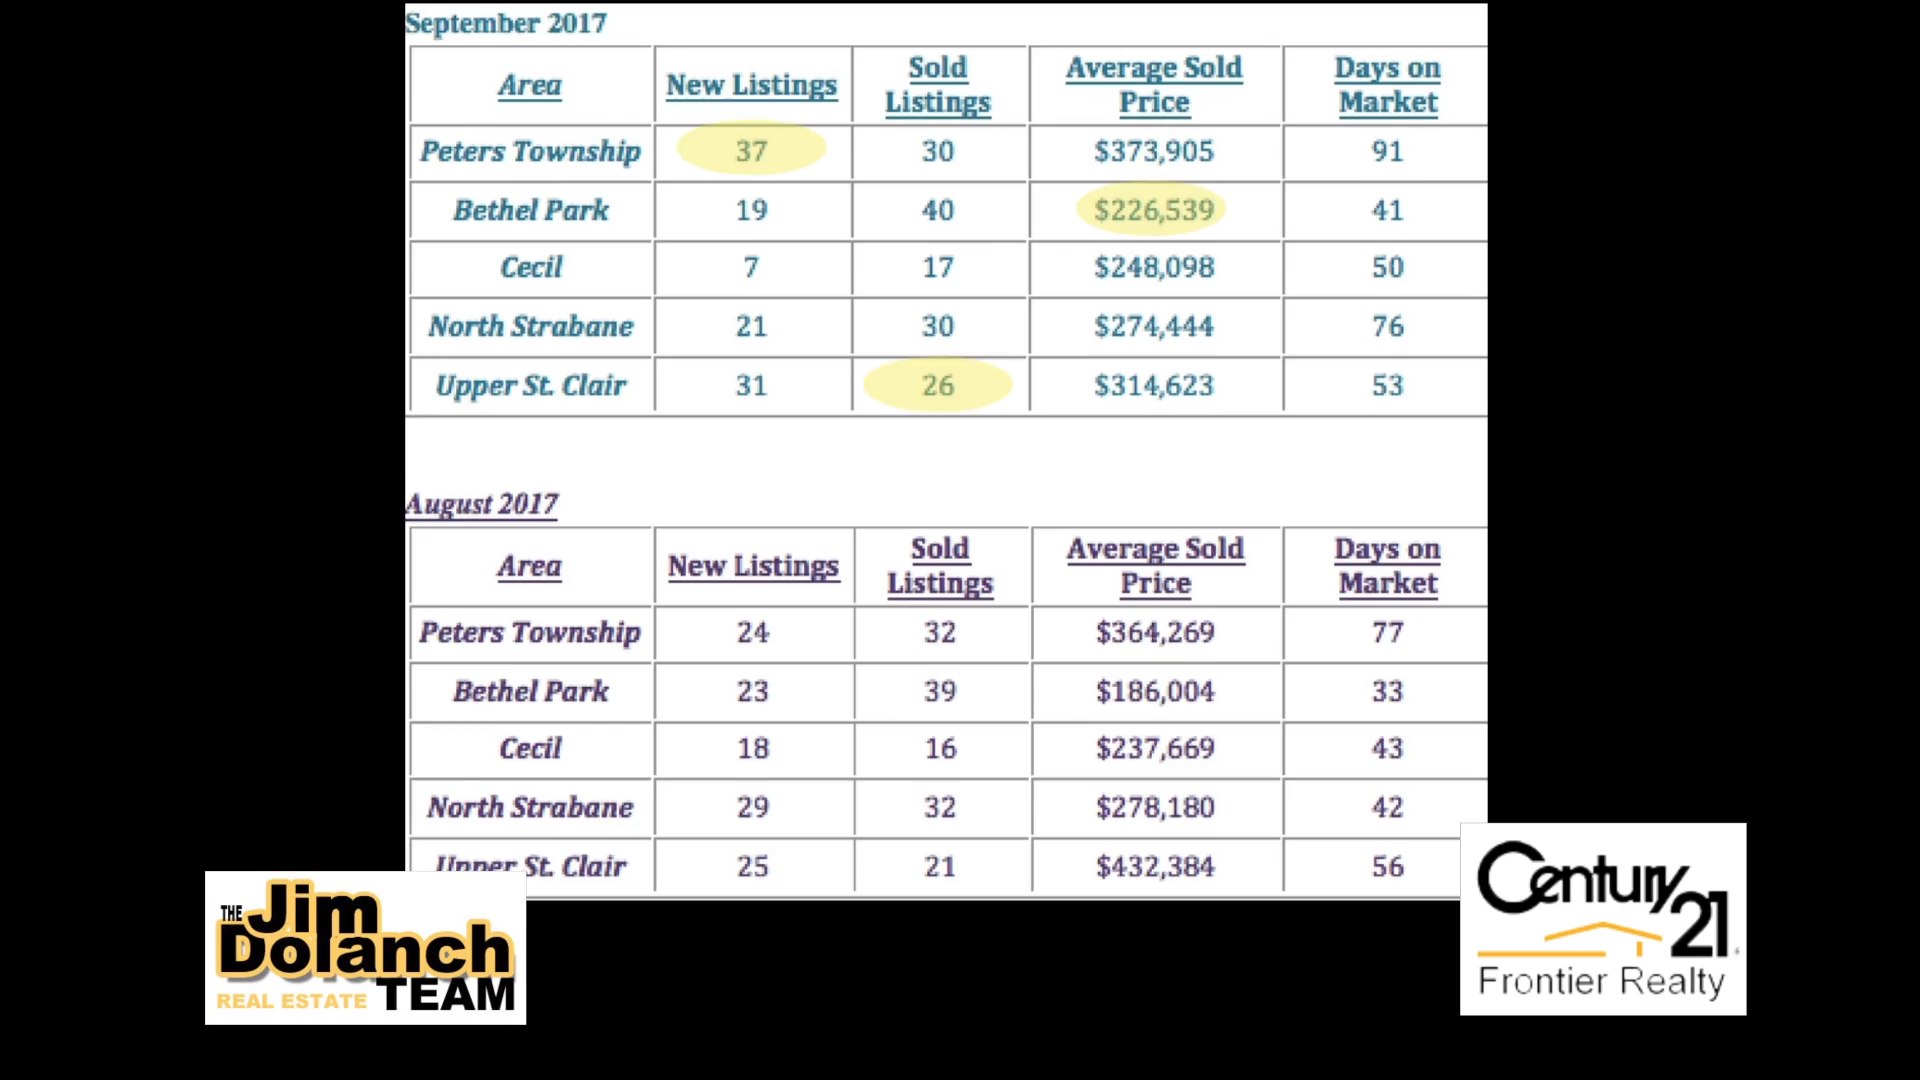 September 2017
Area New Listings Sold Listings Average Sold Price Days on Market
Peters Township 37 30 $373,905 91
Bethel Park 19 40 $226,539 41
Cecil 7 17 $248,098 50
North Strabane 21 30 $274,444 76
Upper St. Clair 31 26 $314,623 53
August 2017
Area New Listings Sold Listings Average Sold Price Days on Market
Peters Township 24 32 $364,269 77
Bethel Park 23 39 $186,004 33
Cecil 18 16 $237,669 43
North Strabane 29 32 $278,180 42
Upper St. Clair 25 21 $432,384 56
THE Jim
Dolanch
REAL ESTATE TEAM
Century 21
Frontier Realty